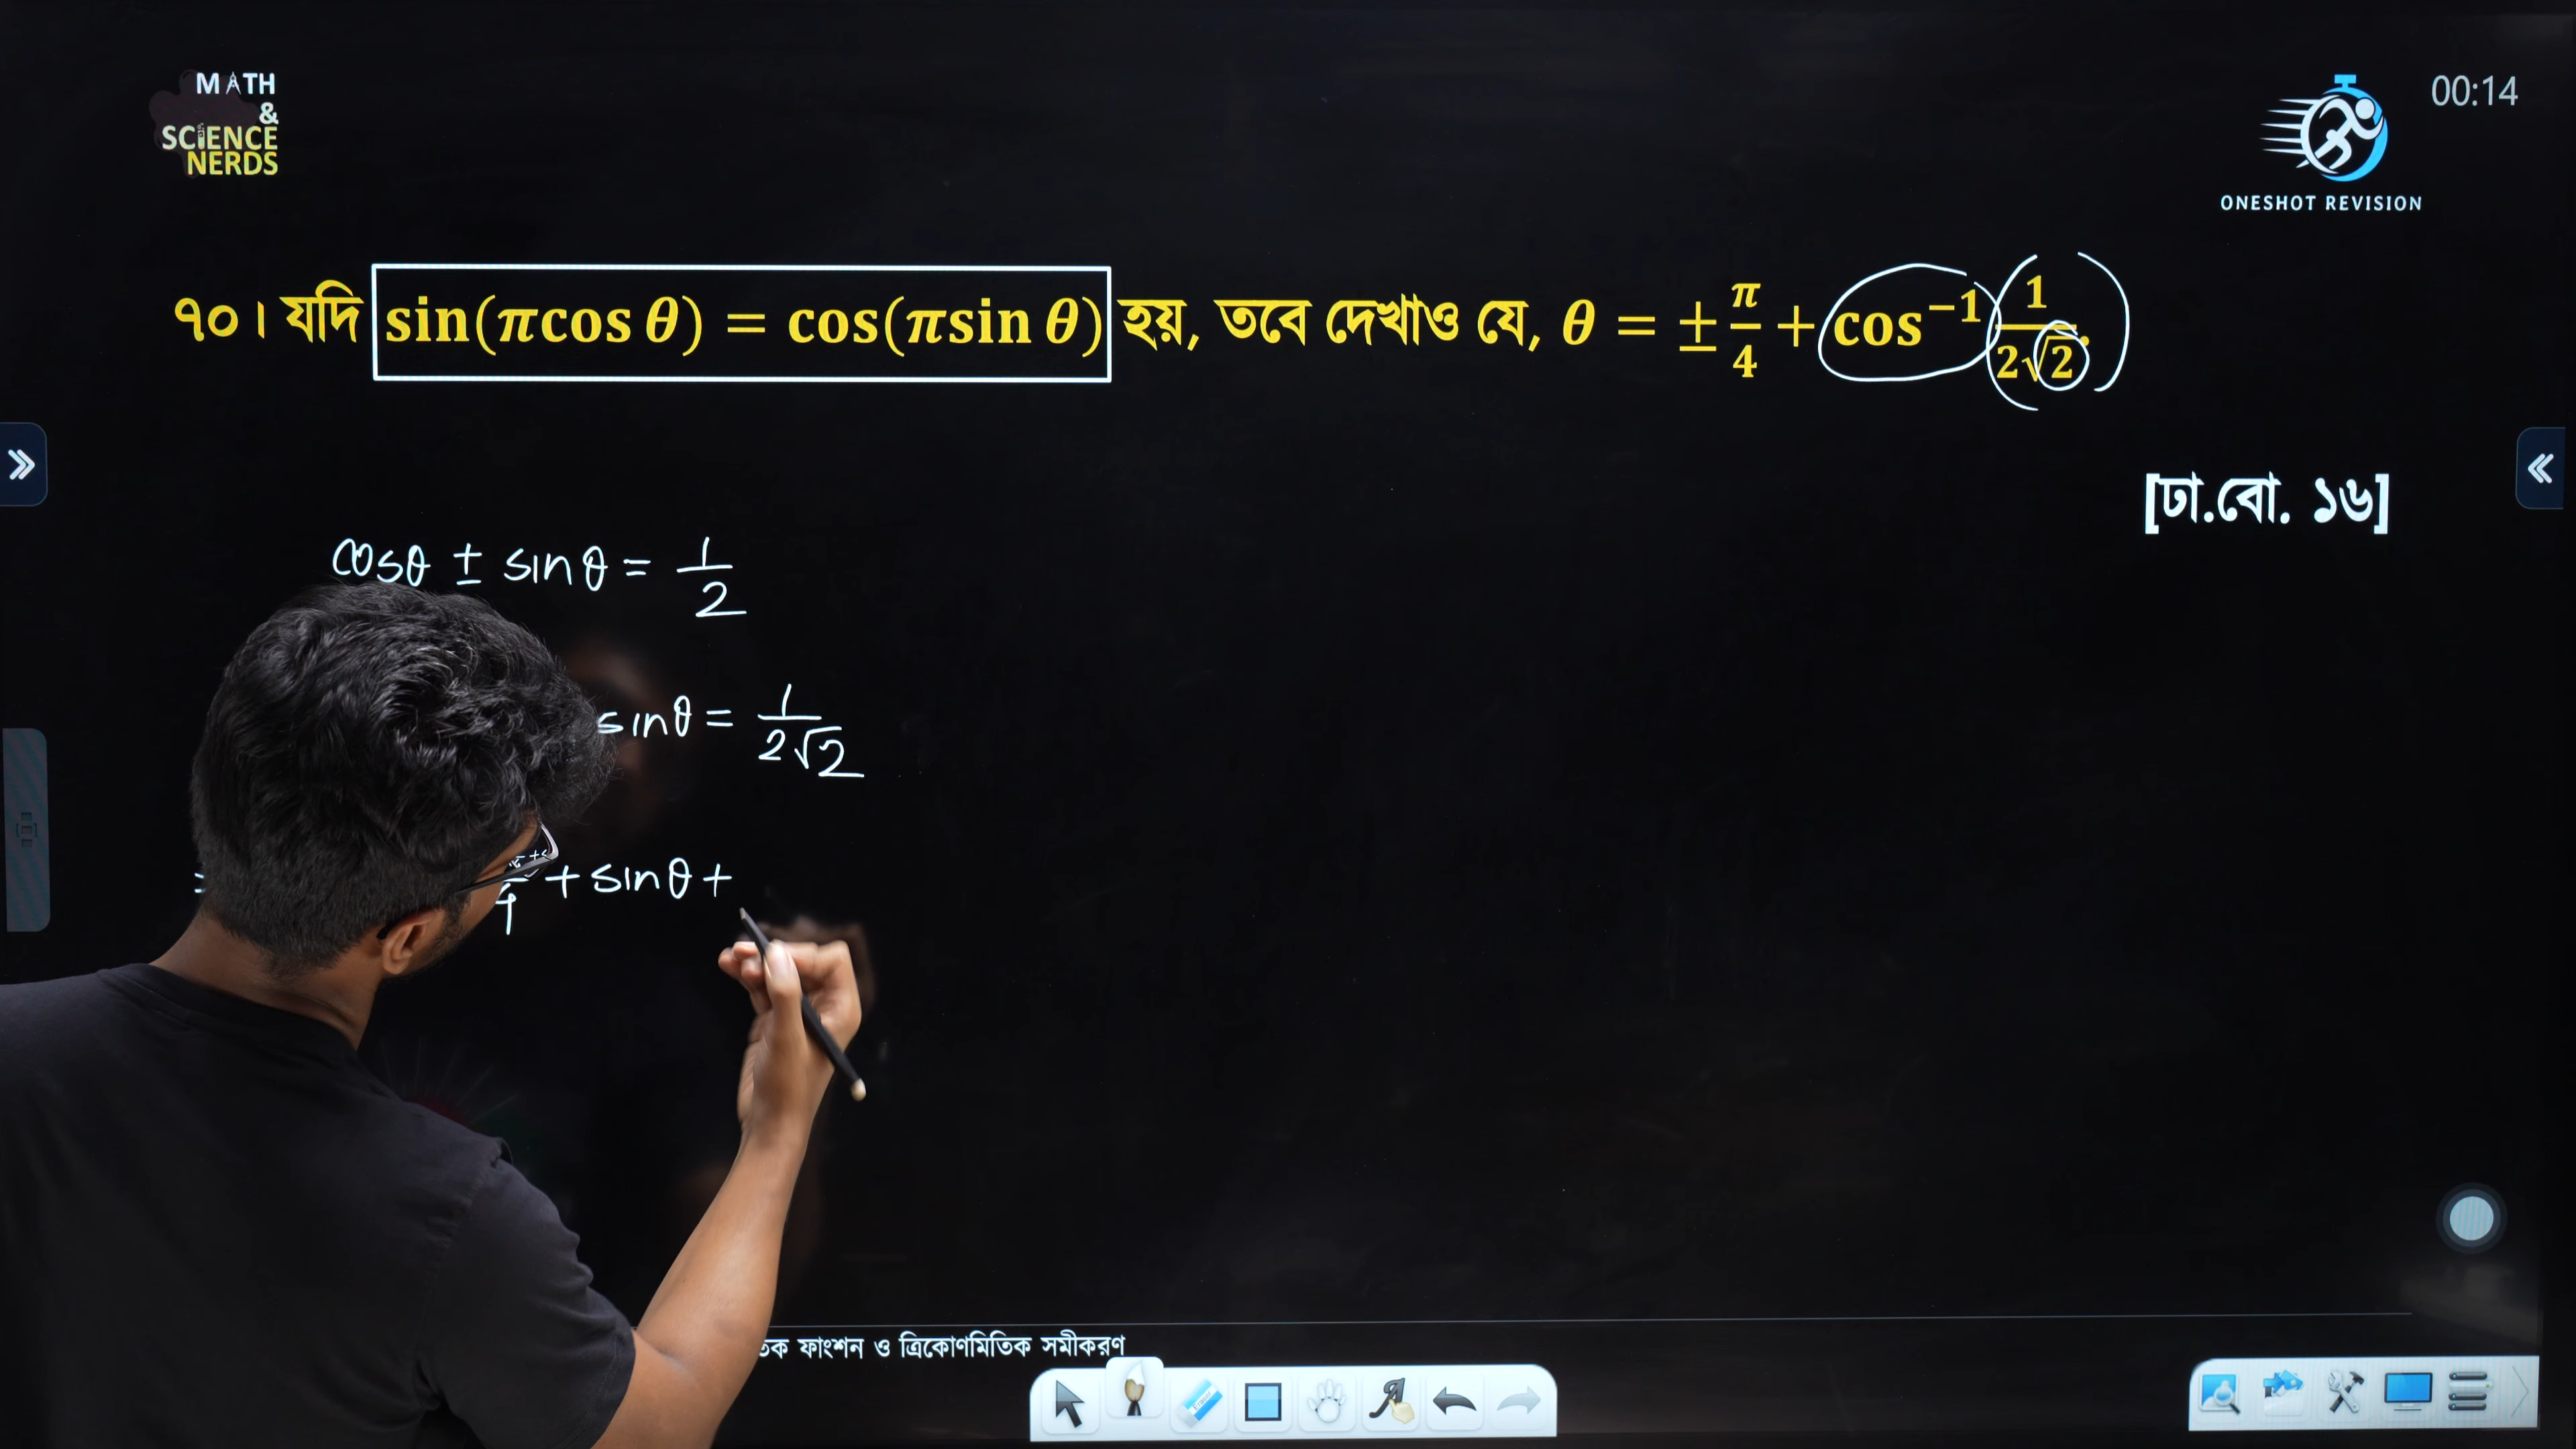 MATH
&
SCIENCE
NERDS
00:14
ONESHOT REVISION
৭০। যদি sin(πcos θ) = cos(πsin θ) হয়, তবে দেখাও যে, θ = ± π/4 + cos⁻¹ 1/2√2.
[ঢা.বো. ১৬]
cosθ ± sinθ = 1/2
sinθ = 1/2√2
+ sinθ +
ফাংশন ও ত্রিকোণমিতিক সমীকরণ